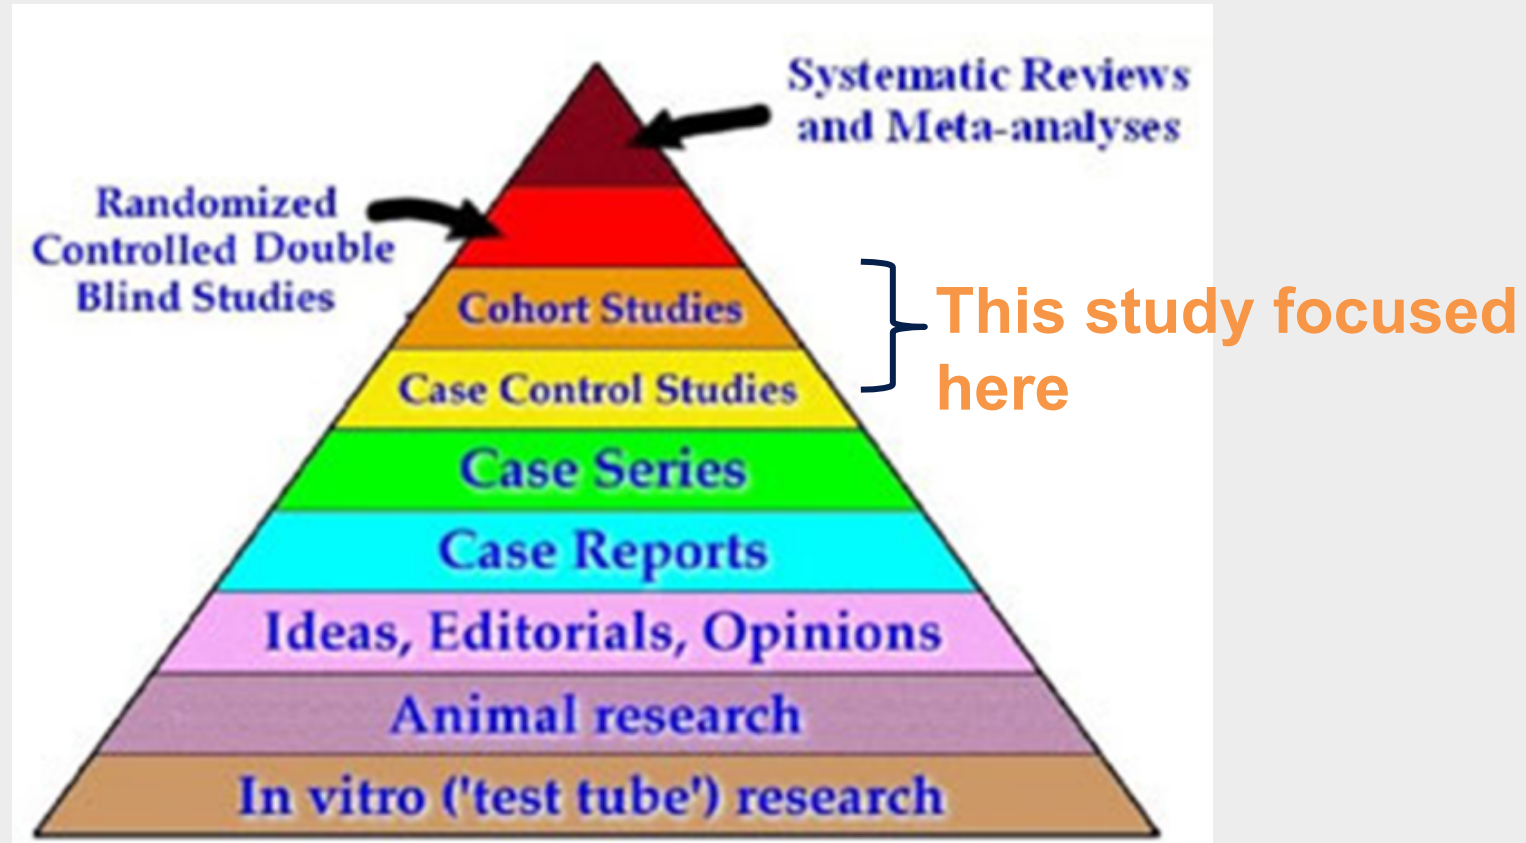 Systematic Reviews
and Meta-analyses
Randomized
Controlled Double
Blind Studies
Cohort Studies
This study focused
here
Case Control Studies
Case Series
Case Reports
Ideas, Editorials, Opinions
Animal research
In vitro ('test tube') research